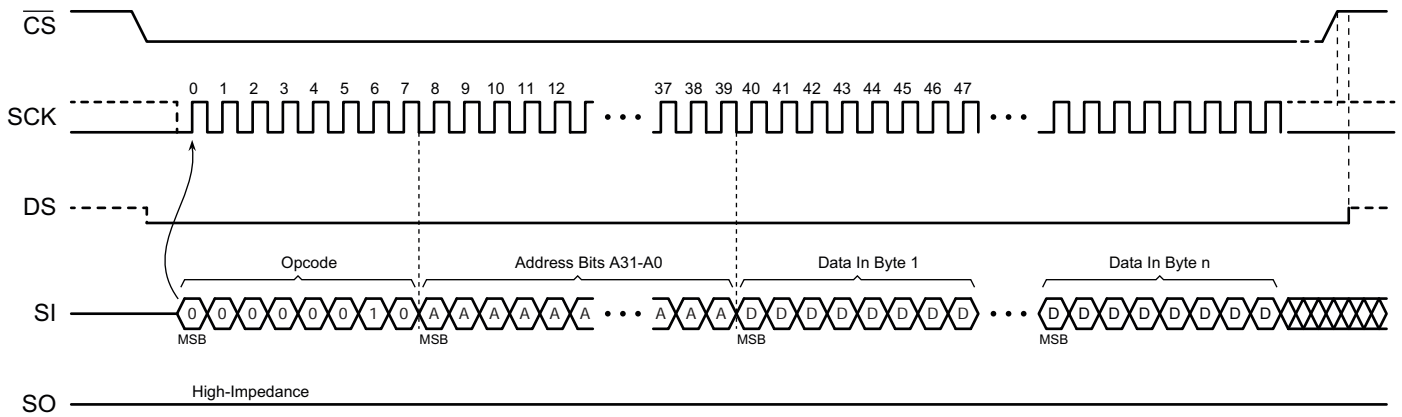 CS
SCK
0 1 2 3 4 5 6 7 8 9 10 11 12 • • • 37 38 39 40 41 42 43 44 45 46 47 • • •
DS
Opcode Address Bits A31-A0 Data In Byte 1 Data In Byte n
SI
0 0 0 0 0 0 1 0 A A A A A A • • • A A A D D D D D D D D • • • D D D D D D D D
MSB MSB MSB MSB
High-Impedance
SO